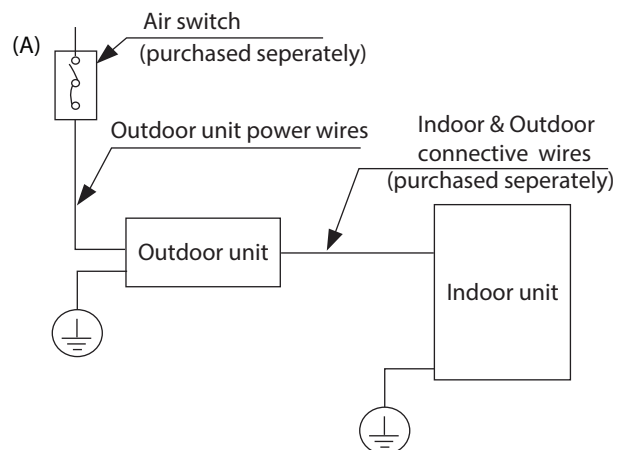 (A)
Air switch
(purchased seperately)
Outdoor unit power wires
Indoor & Outdoor
connective wires
(purchased seperately)
Outdoor unit
Indoor unit